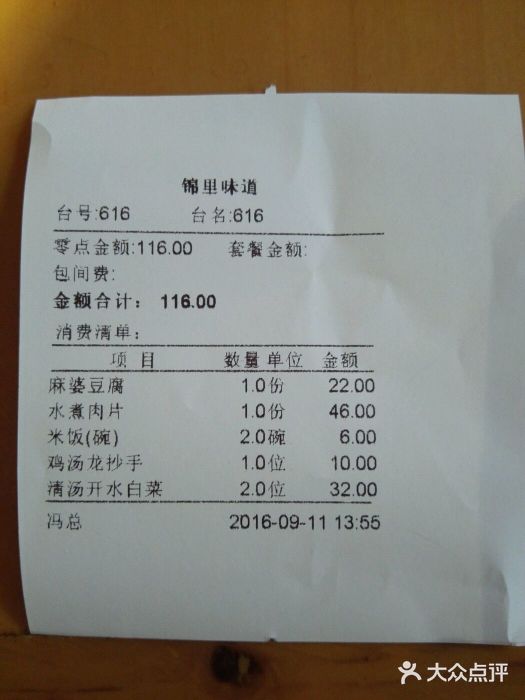 锦里味道
台号:616 台名:616
零点金额:116.00 套餐金额:
包间费:
金额合计: 116.00
消费清单:
项 目 数量 单位 金额
麻婆豆腐 1.0份 22.00
水煮肉片 1.0份 46.00
米饭(碗) 2.0碗 6.00
鸡汤龙抄手 1.0位 10.00
清汤开水白菜 2.0位 32.00
冯总 2016-09-11 13:55
大众点评